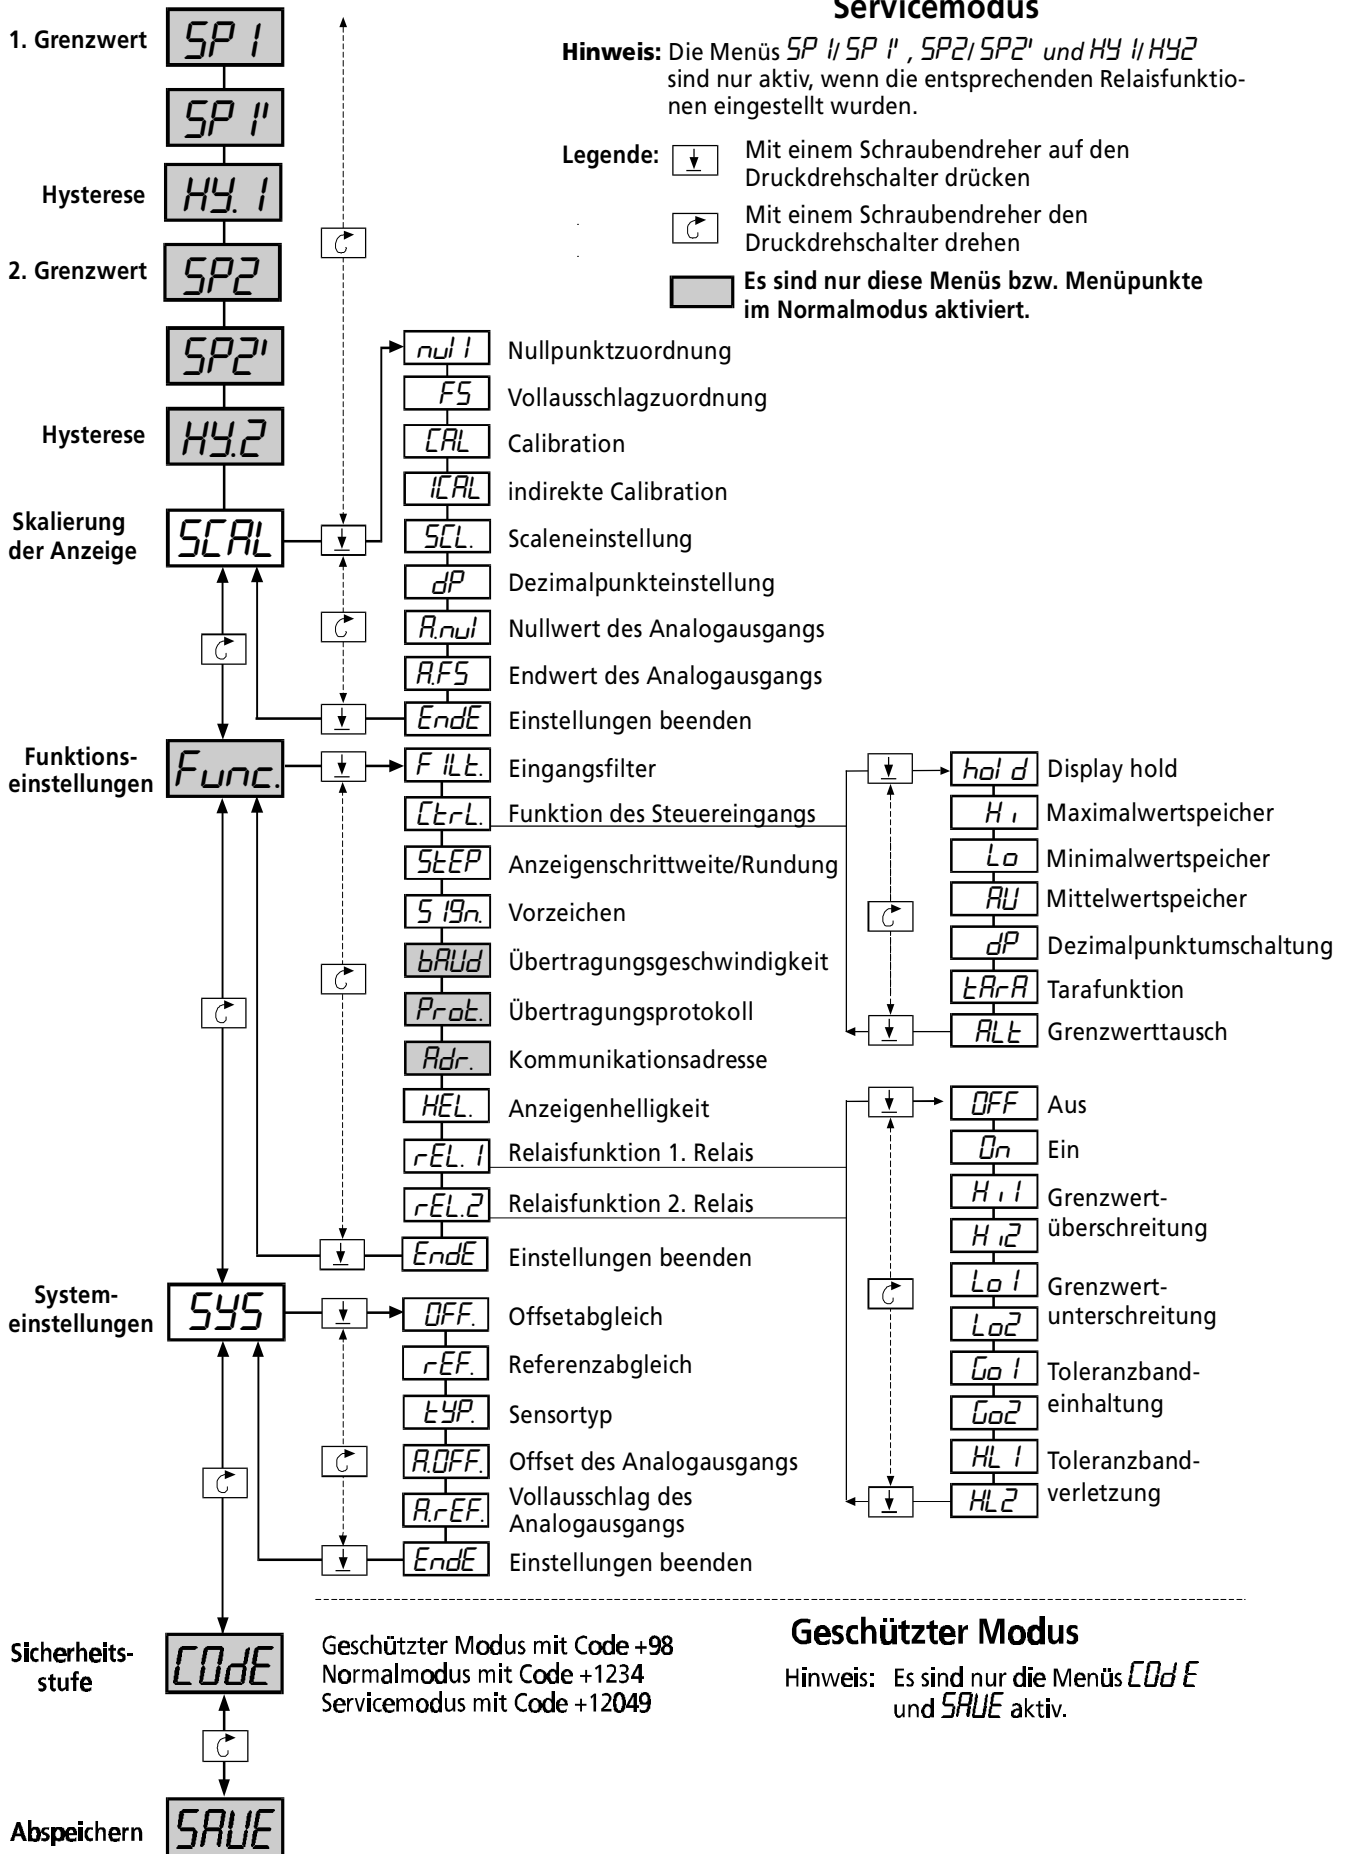 Servicemodus
Hinweis: Die Menüs SP 1/ SP 1' , SP2/ SP2' und HY 1/ HY2
sind nur aktiv, wenn die entsprechenden Relaisfunktio-
nen eingestellt wurden.
Legende: Mit einem Schraubendreher auf den
Druckdrehschalter drücken
Mit einem Schraubendreher den
Druckdrehschalter drehen
Es sind nur diese Menüs bzw. Menüpunkte
im Normalmodus aktiviert.
1. Grenzwert SP 1
SP 1'
Hysterese HY. 1
2. Grenzwert SP2
SP2'
Hysterese HY.2
Skalierung
der Anzeige SCAL
null Nullpunktzuordnung
FS Vollausschlagzuordnung
CAL Calibration
ICAL indirekte Calibration
SCL. Scaleneinstellung
dP Dezimalpunkteinstellung
A.nul Nullwert des Analogausgangs
A.FS Endwert des Analogausgangs
EndE Einstellungen beenden
Funktions-
einstellungen Func.
FILt. Eingangsfilter
CtrL. Funktion des Steuereingangs
StEP Anzeigenschrittweite/Rundung
SIGn. Vorzeichen
bAUd Übertragungsgeschwindigkeit
Prot. Übertragungsprotokoll
Adr. Kommunikationsadresse
HEL. Anzeigenhelligkeit
rEL. 1 Relaisfunktion 1. Relais
rEL.2 Relaisfunktion 2. Relais
EndE Einstellungen beenden
hold Display hold
Hi Maximalwertspeicher
Lo Minimalwertspeicher
AU Mittelwertspeicher
dP Dezimalpunktumschaltung
tArA Tarafunktion
ALt Grenzwerttausch
OFF Aus
On Ein
Hi1 Grenzwert-
Hi2 überschreitung
Lo1 Grenzwert-
Lo2 unterschreitung
Go1 Toleranzband-
Go2 einhaltung
HL1 Toleranzband-
HL2 verletzung
System-
einstellungen SYS
OFF. Offsetabgleich
rEF. Referenzabgleich
tYP. Sensortyp
A.OFF. Offset des Analogausgangs
A.rEF. Vollausschlag des
Analogausgangs
EndE Einstellungen beenden
Sicherheits-
stufe COdE
Geschützter Modus mit Code +98
Normalmodus mit Code +1234
Servicemodus mit Code +12049
Geschützter Modus
Hinweis: Es sind nur die Menüs COdE
und SAUE aktiv.
Abspeichern SAUE